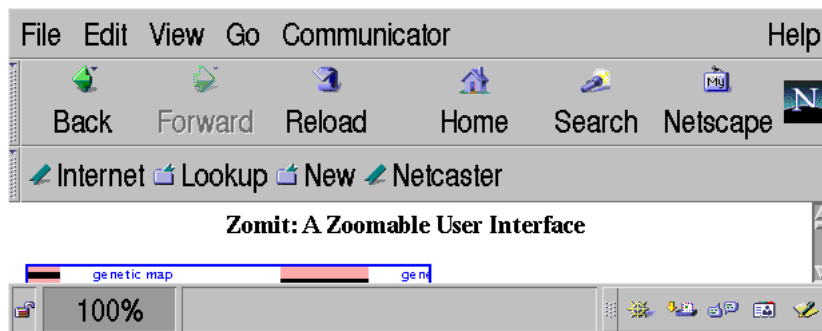 File Edit View Go Communicator Help
My N
Back Forward Reload Home Search Netscape
Internet Lookup New Netcaster
Zomit: A Zoomable User Interface
genetic map gene
100%